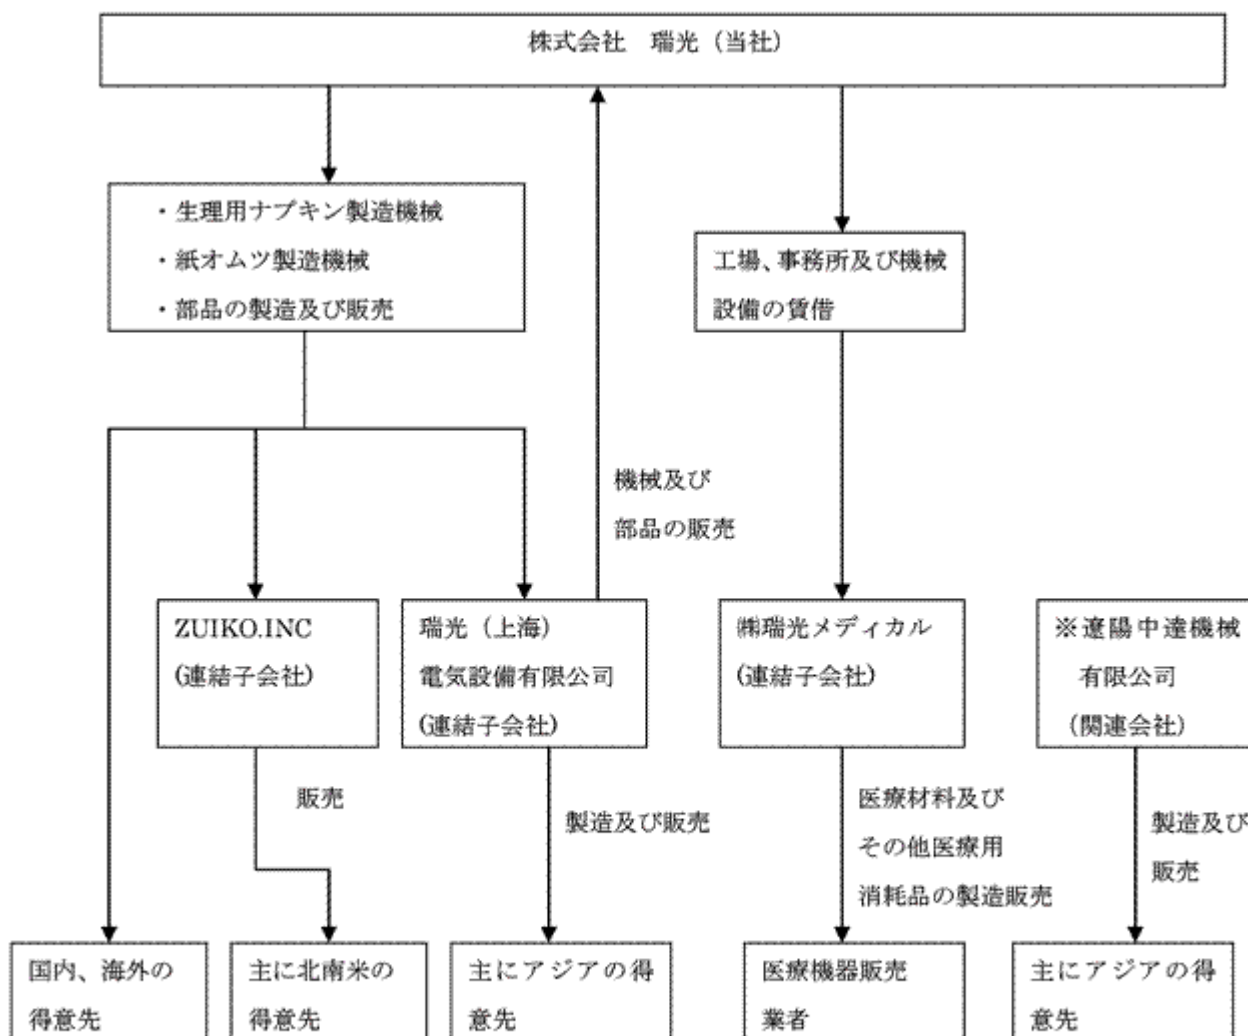 株式会社　瑞光（当社）
・生理用ナプキン製造機械
・紙オムツ製造機械
・部品の製造及び販売
工場、事務所及び機械
設備の賃借
機械及び
部品の販売
ZUIKO.INC
(連結子会社)
瑞光（上海）
電気設備有限公司
(連結子会社)
㈱瑞光メディカル
(連結子会社)
※遼陽中達機械
有限公司
（関連会社）
販売
製造及び販売
医療材料及び
その他医療用
消耗品の製造販売
製造及び
販売
国内、海外の
得意先
主に北南米の
得意先
主にアジアの得
意先
医療機器販売
業者
主にアジアの得
意先